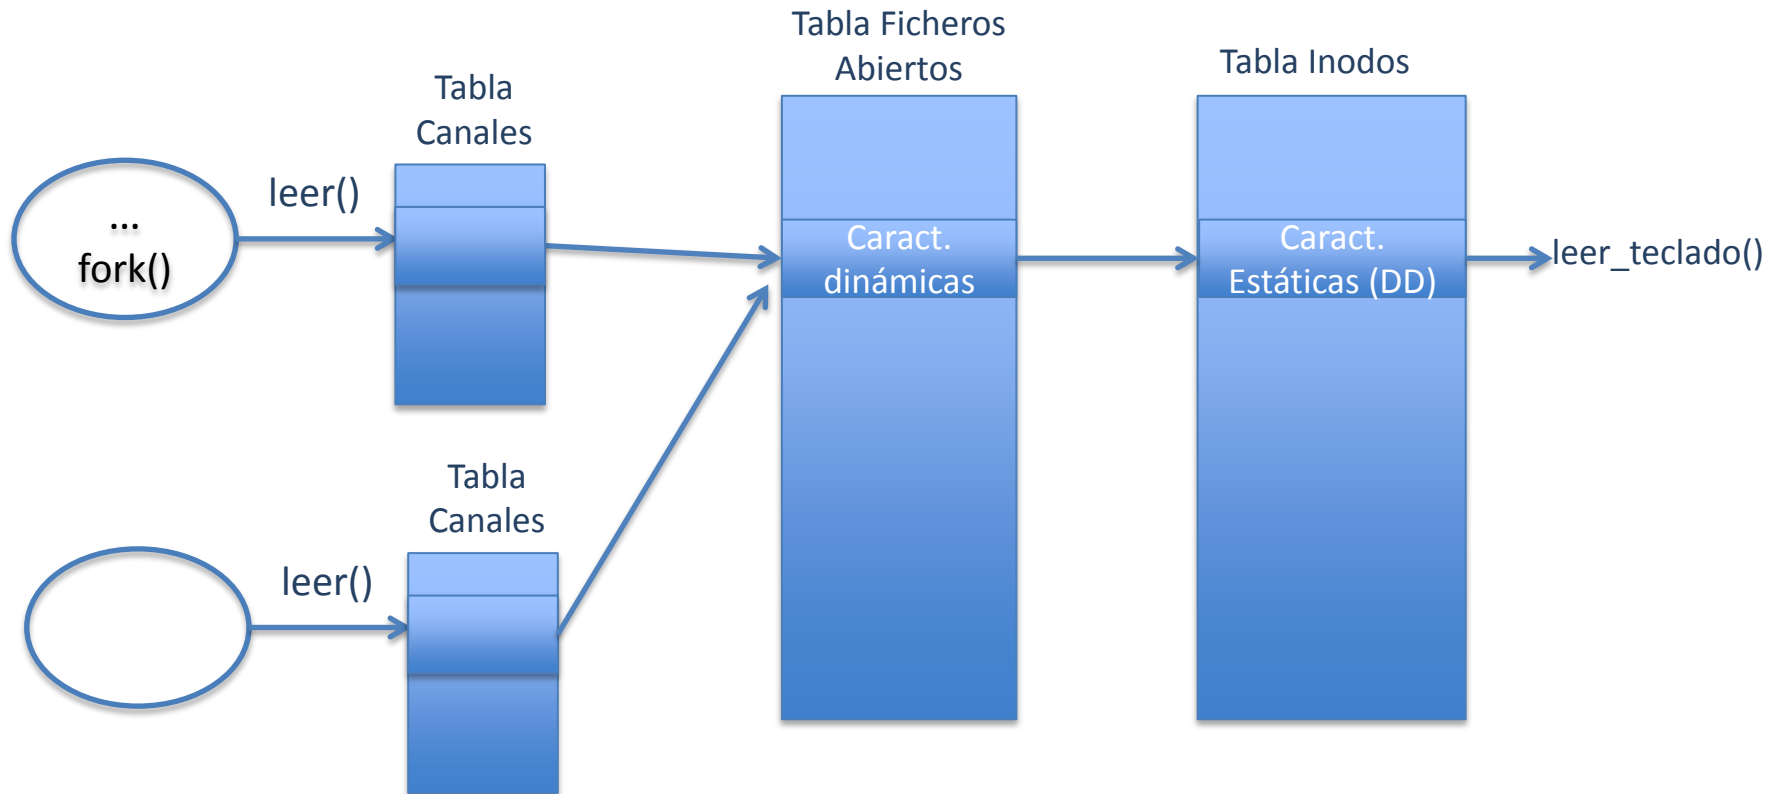 Tabla Ficheros
Abiertos
Tabla Inodos
Tabla
Canales
leer()
...
fork()
Caract.
dinámicas
Caract.
Estáticas (DD)
leer_teclado()
Tabla
Canales
leer()